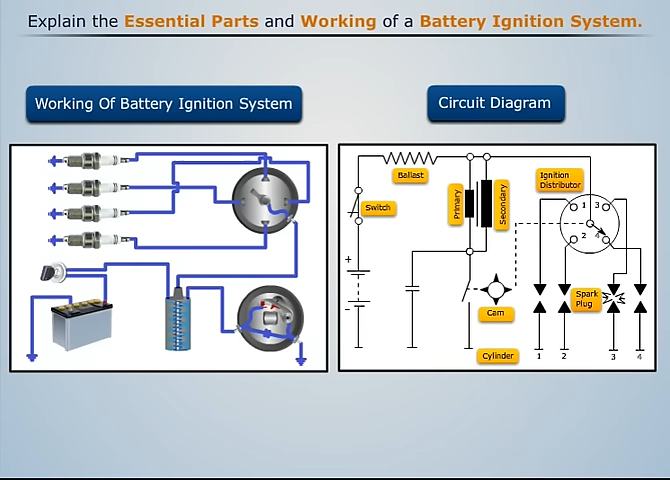 Explain the Essential Parts and Working of a Battery Ignition System.
Working Of Battery Ignition System
Circuit Diagram
Ballast
Ignition
Distributor
Switch
Primary
Secondary
1 3
2 4
+
-
Spark
Plug
Cam
Cylinder
1 2 3 4